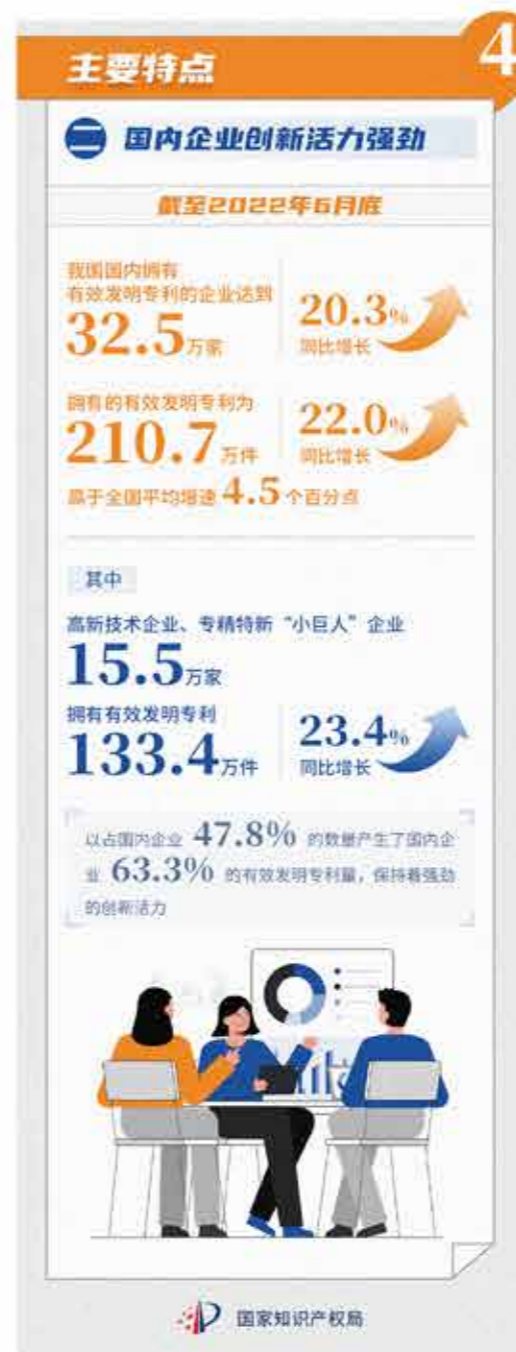 4
主要特点
二 国内企业创新活力强劲
截至2022年6月底
我国国内拥有
有效发明专利的企业达到
32.5万家
20.3%
同比增长
拥有的有效发明专利为
210.7万件
22.0%
同比增长
高于全国平均增速4.5个百分点
其中
高新技术企业、专精特新“小巨人”企业
15.5万家
拥有有效发明专利
133.4万件
23.4%
同比增长
以占国内企业 47.8% 的数量产生了国内企
业 63.3% 的有效发明专利量，保持着强劲
的创新活力
国家知识产权局